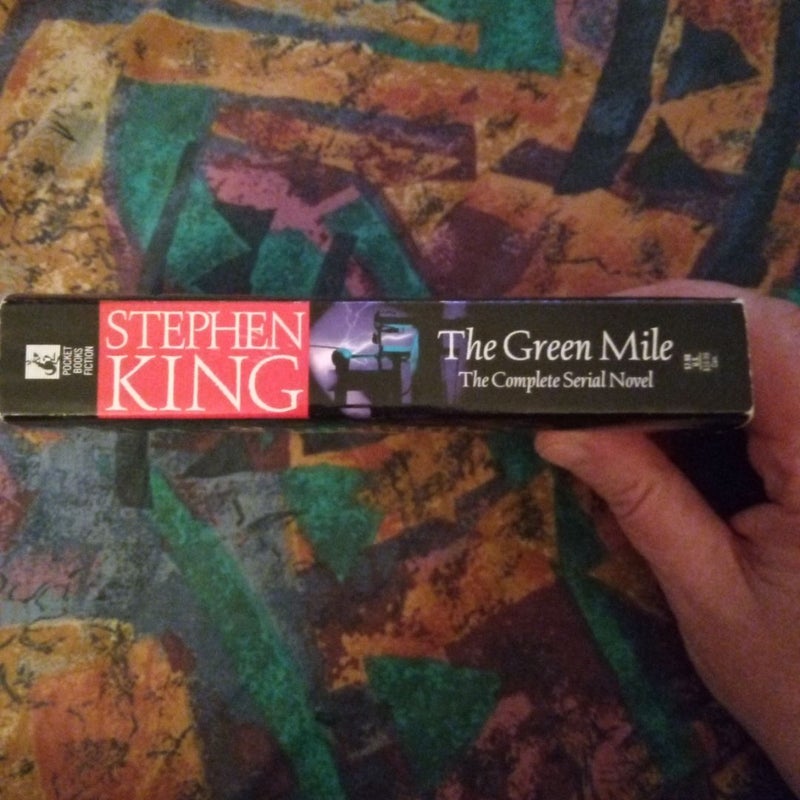 POCKET
BOOKS
FICTION
STEPHEN
KING
The Green Mile
The Complete Serial Novel